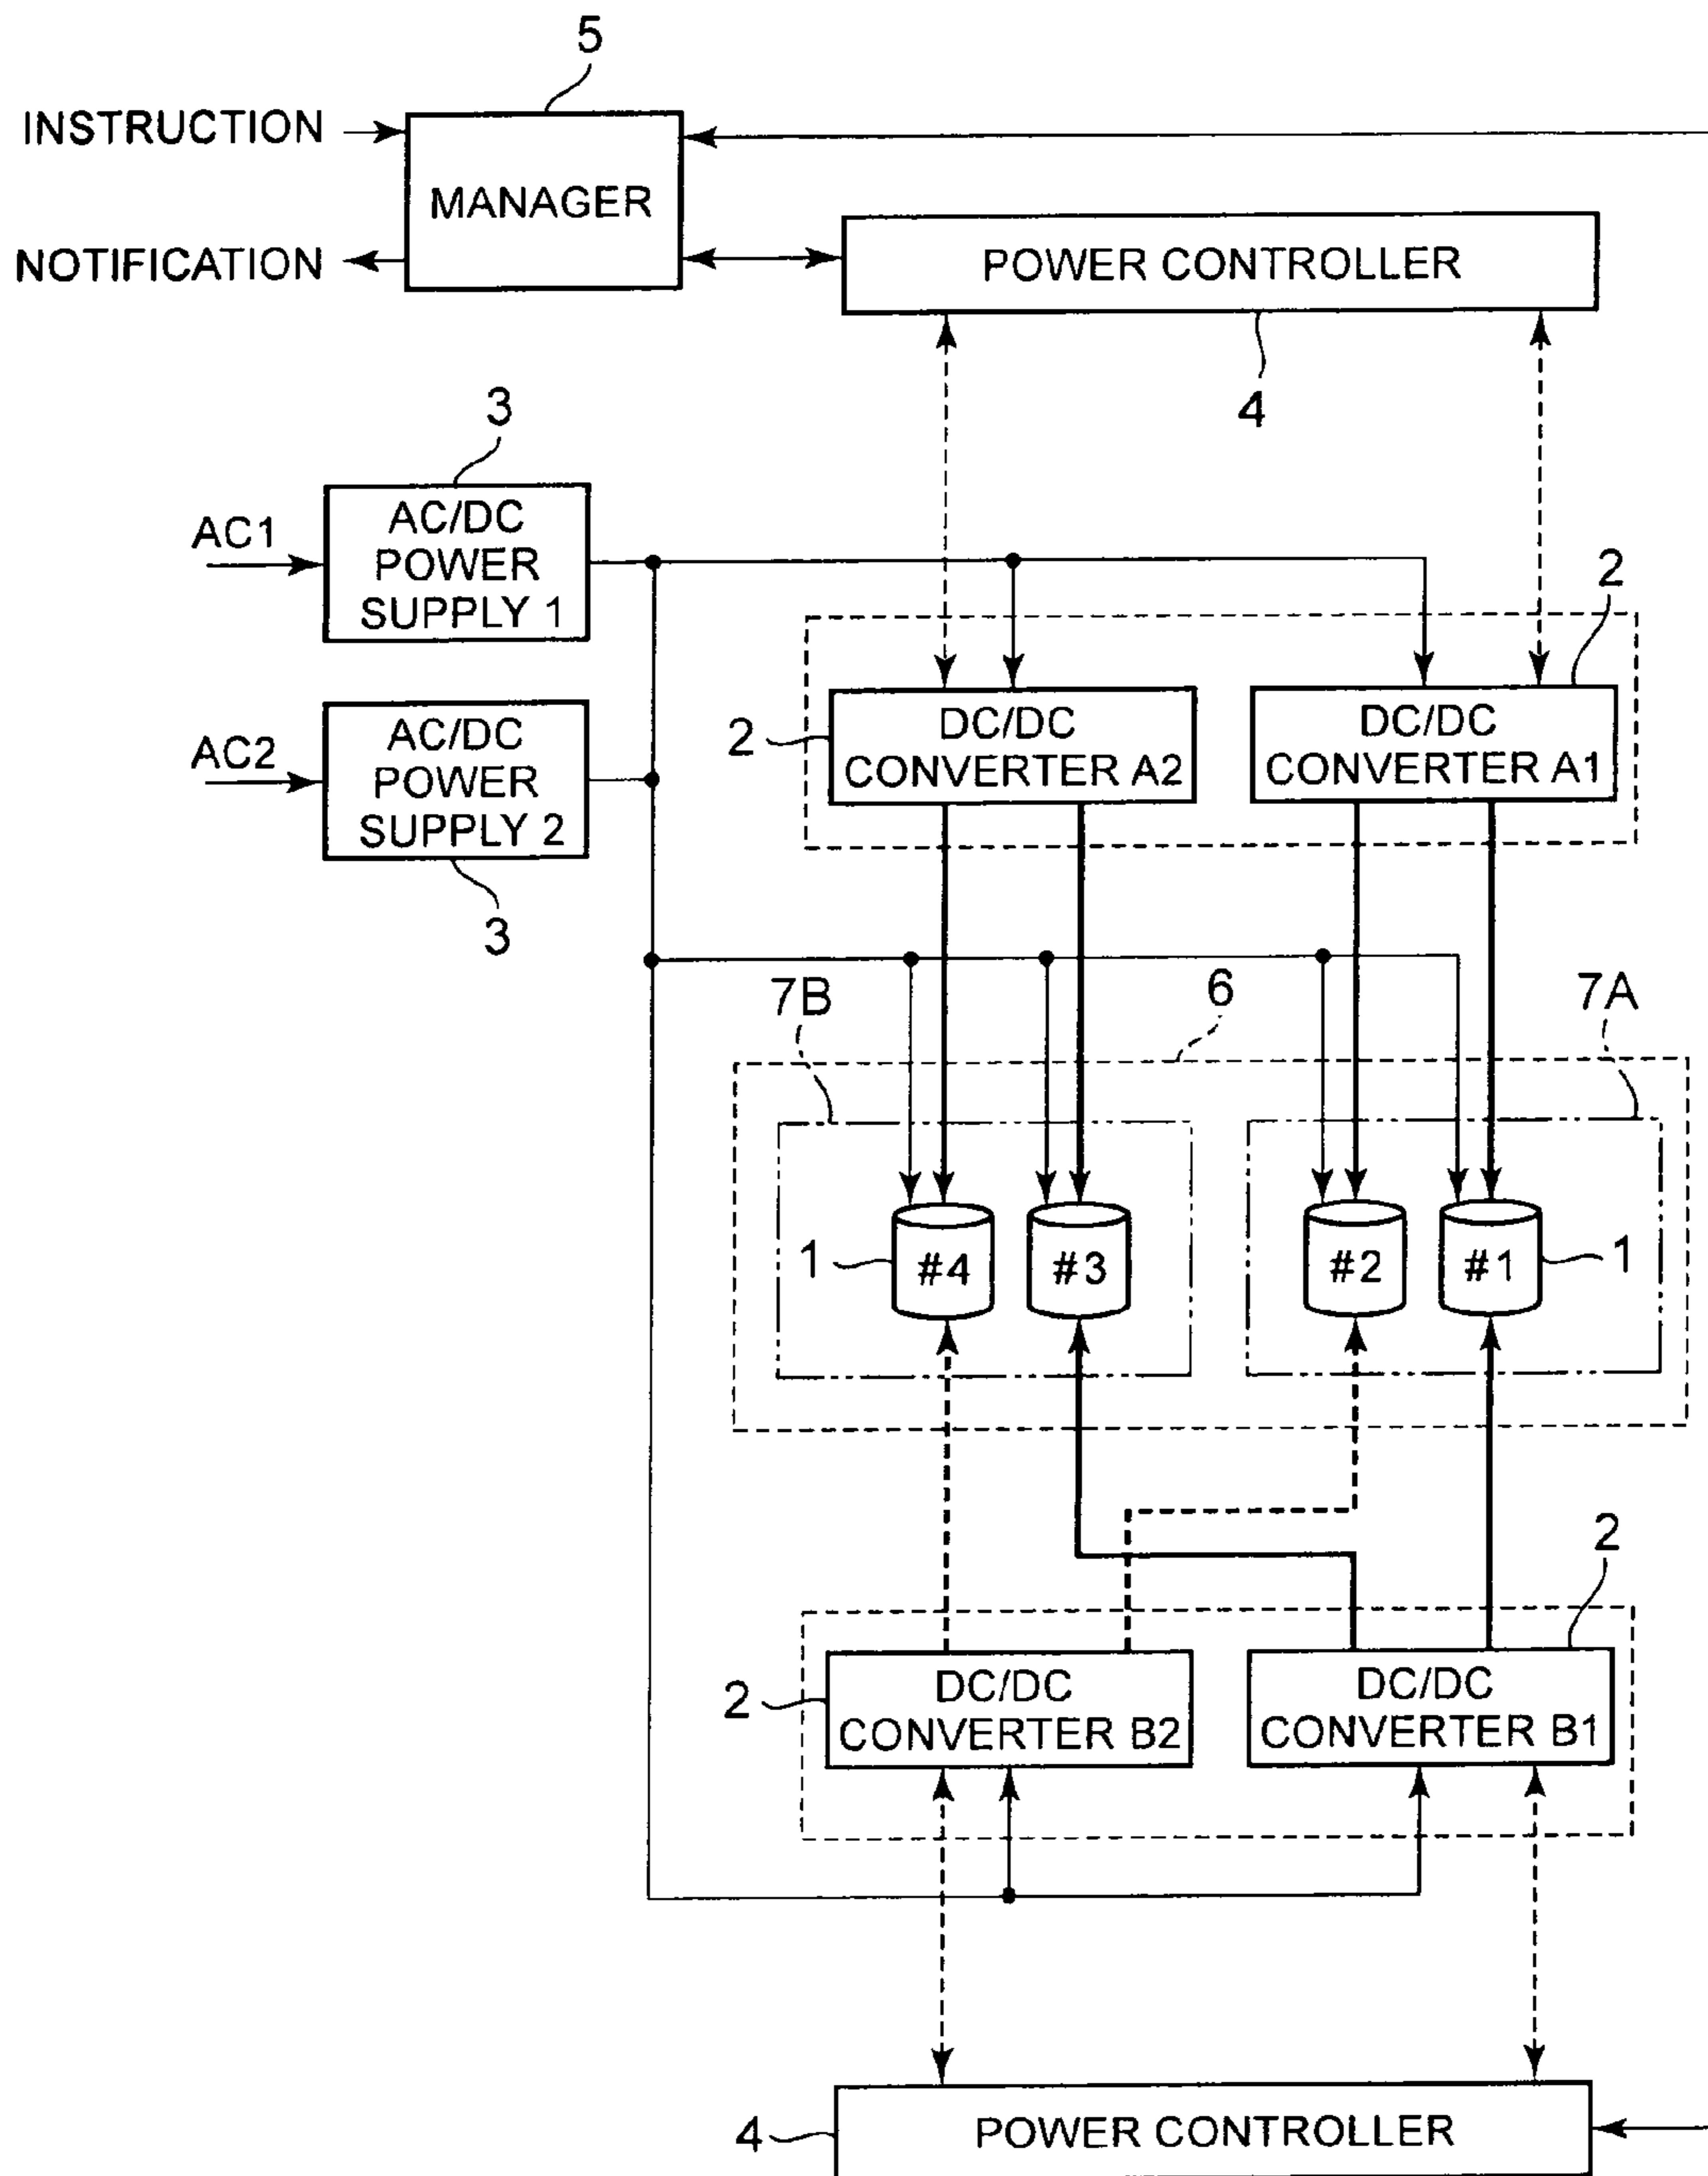 5
INSTRUCTION
MANAGER
NOTIFICATION
POWER CONTROLLER
4
3
AC1
AC/DC
POWER
SUPPLY 1
2
AC2
AC/DC
POWER
SUPPLY 2
3
2
DC/DC
CONVERTER A2
DC/DC
CONVERTER A1
7B
6
7A
1
#4
#3
#2
#1
1
2
2
DC/DC
CONVERTER B2
DC/DC
CONVERTER B1
4
POWER CONTROLLER